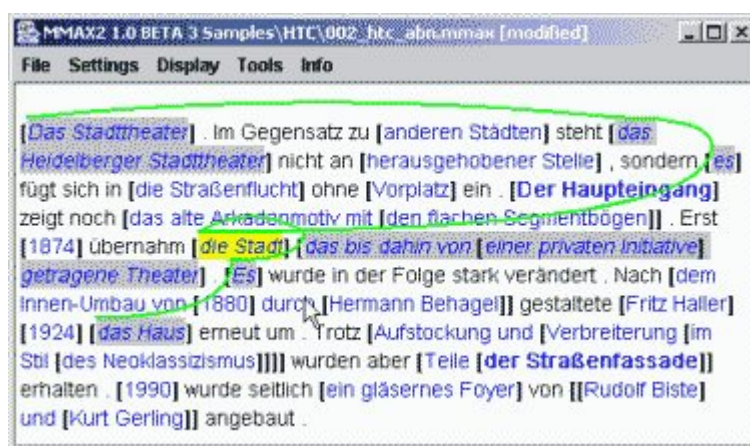 MMAX2 1.0 BETA 3 Samples\HTC\002_htc_abn.mmax [modified]
File Settings Display Tools Info
[Das Stadttheater] . Im Gegensatz zu [anderen Städten] steht [das
Heidelberger Stadttheater] nicht an [herausgehobener Stelle] , sondern [es]
fügt sich in [die Straßenflucht] ohne [Vorplatz] ein . [Der Haupteingang]
zeigt noch [das alte Arkadenmotiv mit [den flachen Segmentbögen]] . Erst
[1874] übernahm [die Stadt] [das bis dahin von [einer privaten Initiative]
getragene Theater] . [Es] wurde in der Folge stark verändert . Nach [dem
Innen-Umbau von [1880] durch [Hermann Behagel]] gestaltete [Fritz Haller]
[1924] [das Haus] erneut um . Trotz [Aufstockung und [Verbreiterung [im
Stil [des Neoklassizismus]]]] wurden aber [Teile [der Straßenfassade]]
erhalten . [1990] wurde seitlich [ein gläsernes Foyer] von [[Rudolf Biste]
und [Kurt Gerling]] angebaut .